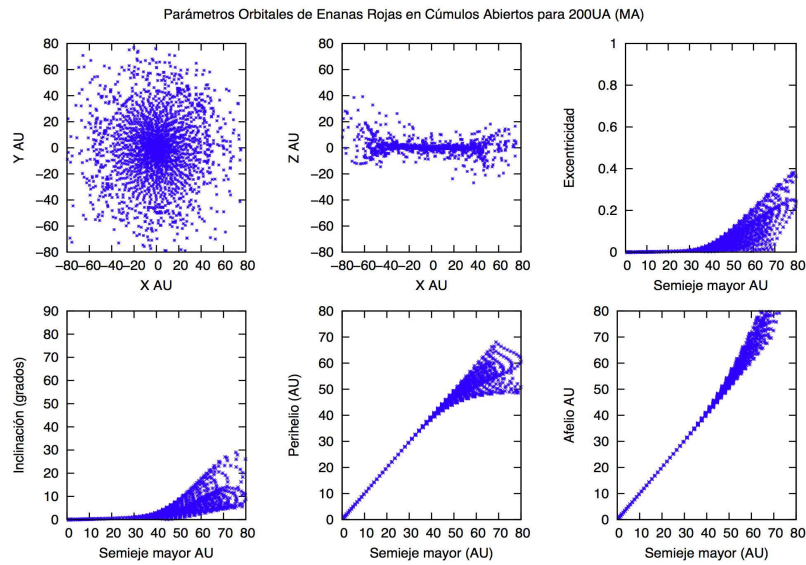 Parámetros Orbitales de Enanas Rojas en Cúmulos Abiertos para 200UA (MA)
80
60
40
20
0
−20
−40
−60
−80
Y AU
−80−60−40−20 0 20 40 60 80
X AU
80
60
40
20
0
−20
−40
−60
−80
Z AU
−80−60−40−20 0 20 40 60 80
X AU
1
0.8
0.6
0.4
0.2
0
Excentricidad
0 10 20 30 40 50 60 70 80
Semieje mayor AU
90
80
70
60
50
40
30
20
10
0
Inclinación (grados)
0 10 20 30 40 50 60 70 80
Semieje mayor AU
80
70
60
50
40
30
20
10
0
Perihelio (AU)
0 10 20 30 40 50 60 70 80
Semieje mayor (AU)
80
70
60
50
40
30
20
10
0
Afelio AU
0 10 20 30 40 50 60 70 80
Semieje mayor (AU)